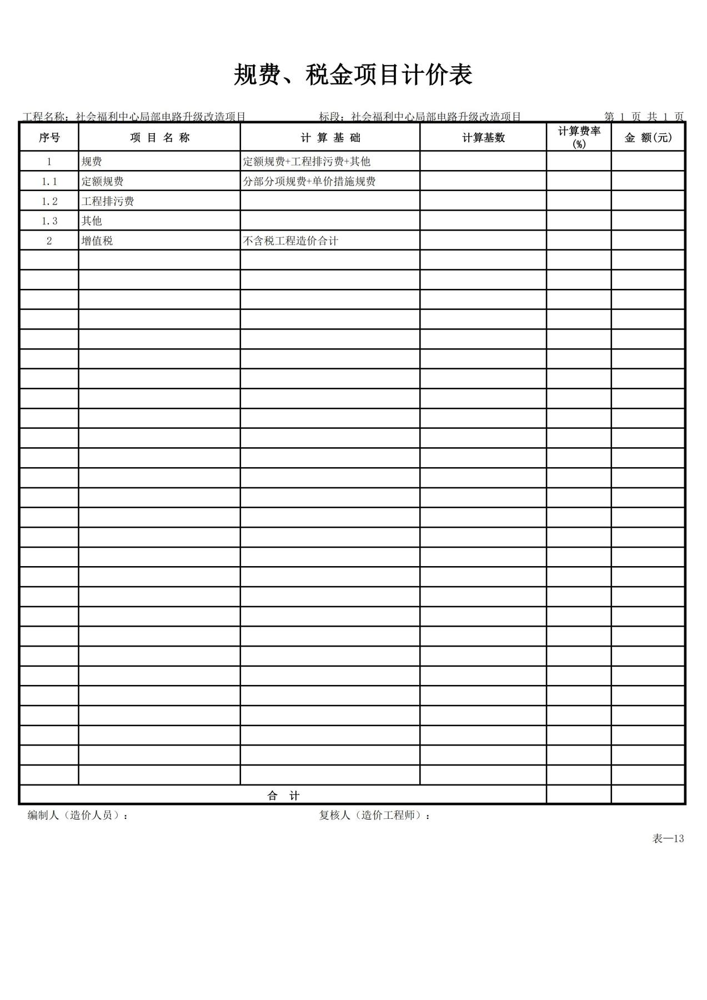 规费、税金项目计价表
工程名称：社会福利中心局部电路升级改造项目 标段：社会福利中心局部电路升级改造项目 第 1 页 共 1 页
序号 项 目 名 称 计 算 基 础 计算基数 计算费率(%) 金 额(元)
1 规费 定额规费+工程排污费+其他
1.1 定额规费 分部分项规费+单价措施规费
1.2 工程排污费
1.3 其他
2 增值税 不含税工程造价合计
合 计
编制人（造价人员）： 复核人（造价工程师）：
表—13